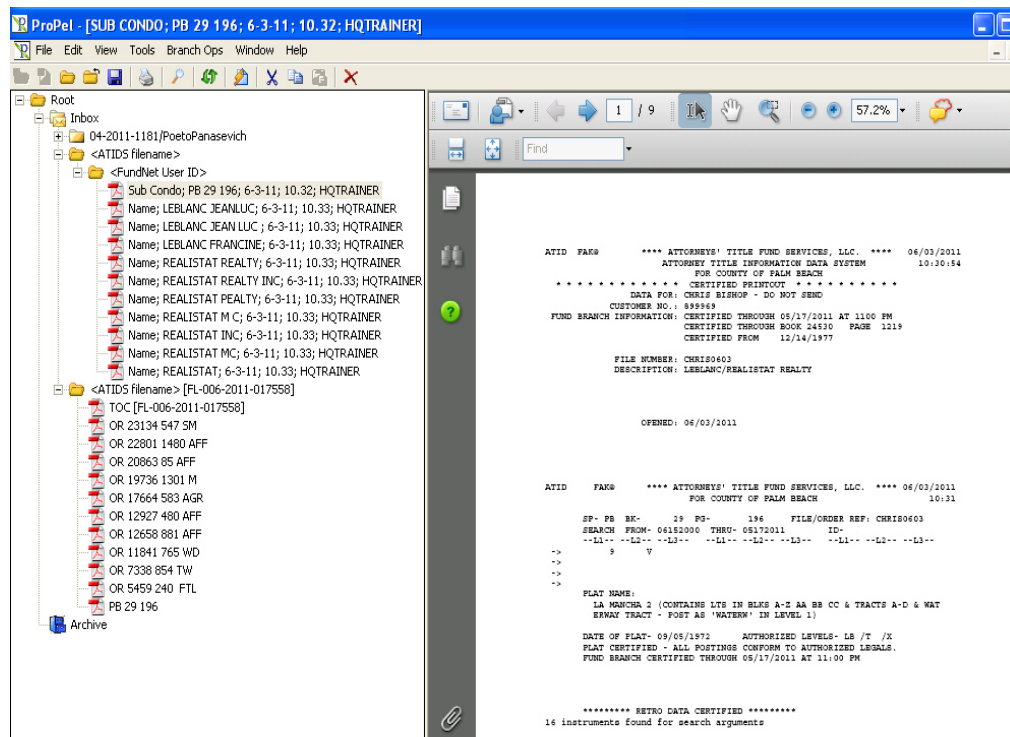 ProPel - [SUB CONDO; PB 29 196; 6-3-11; 10.32; HQTRAINER]
File Edit View Tools Branch Ops Window Help
Root
Inbox
04-2011-1181/PoetoPanasevich
<ATIDS filename>
<FundNet User ID>
Sub Condo; PB 29 196; 6-3-11; 10.32; HQTRAINER
Name; LEBLANC JEANLUC; 6-3-11; 10.33; HQTRAINER
Name; LEBLANC JEAN LUC ; 6-3-11; 10.33; HQTRAINER
Name; LEBLANC FRANCINE; 6-3-11; 10.33; HQTRAINER
Name; REALISTAT REALTY; 6-3-11; 10.33; HQTRAINER
Name; REALISTAT REALTY INC; 6-3-11; 10.33; HQTRAINER
Name; REALISTAT PEALTY; 6-3-11; 10.33; HQTRAINER
Name; REALISTAT M C; 6-3-11; 10.33; HQTRAINER
Name; REALISTAT INC; 6-3-11; 10.33; HQTRAINER
Name; REALISTAT MC; 6-3-11; 10.33; HQTRAINER
Name; REALISTAT; 6-3-11; 10.33; HQTRAINER
<ATIDS filename> [FL-006-2011-017558]
TOC [FL-006-2011-017558]
OR 23134 547 SM
OR 22801 1480 AFF
OR 20863 85 AFF
OR 19736 1301 M
OR 17664 583 AGR
OR 12927 480 AFF
OR 12658 881 AFF
OR 11841 765 WD
OR 7338 854 TW
OR 5459 240 FTL
PB 29 196
Archive
1 / 9 57.2%
Find
ATID FAK@ **** ATTORNEYS' TITLE FUND SERVICES, LLC. **** 06/03/2011
ATTORNEY TITLE INFORMATION DATA SYSTEM 10:30:54
FOR COUNTY OF PALM BEACH
* * * * * * * * * * * * CERTIFIED PRINTOUT * * * * * * * * * *
DATA FOR: CHRIS BISHOP - DO NOT SEND
CUSTOMER NO.: 899969
FUND BRANCH INFORMATION: CERTIFIED THROUGH 05/17/2011 AT 1100 PM
CERTIFIED THROUGH BOOK 24530 PAGE 1219
CERTIFIED FROM 12/14/1977
FILE NUMBER: CHRIS0603
DESCRIPTION: LEBLANC/REALISTAT REALTY
OPENED: 06/03/2011
ATID FAK@ **** ATTORNEYS' TITLE FUND SERVICES, LLC. **** 06/03/2011
FOR COUNTY OF PALM BEACH 10:31
SP- PB BK- 29 PG- 196 FILE/ORDER REF: CHRIS0603
SEARCH FROM- 06152000 THRU- 05172011 ID-
--L1-- --L2-- --L3-- --L1-- --L2-- --L3-- --L1-- --L2-- --L3--
-> 9 V
->
->
->
PLAT NAME:
LA MANCHA 2 (CONTAINS LTS IN BLKS A-Z AA BB CC & TRACTS A-D & WAT
ERWAY TRACT - POST AS 'WATERW' IN LEVEL 1)
DATE OF PLAT- 09/05/1972 AUTHORIZED LEVELS- LB /T /X
PLAT CERTIFIED - ALL POSTINGS CONFORM TO AUTHORIZED LEGALS.
FUND BRANCH CERTIFIED THROUGH 05/17/2011 AT 11:00 PM
********* RETRO DATA CERTIFIED *********
16 instruments found for search arguments